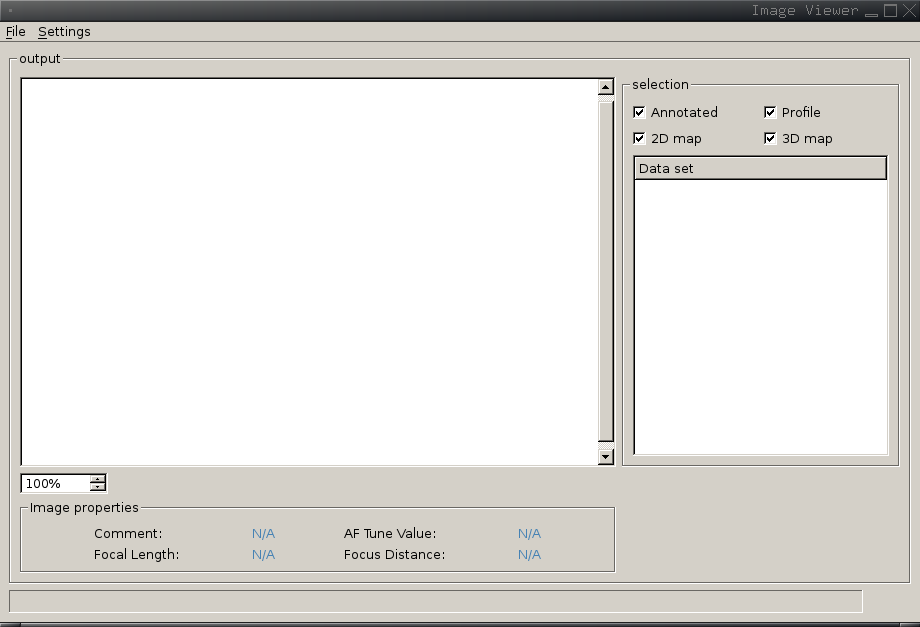 Image Viewer
File Settings
output
selection
Annotated Profile
2D map 3D map
Data set
100%
Image properties
Comment: N/A AF Tune Value: N/A
Focal Length: N/A Focus Distance: N/A